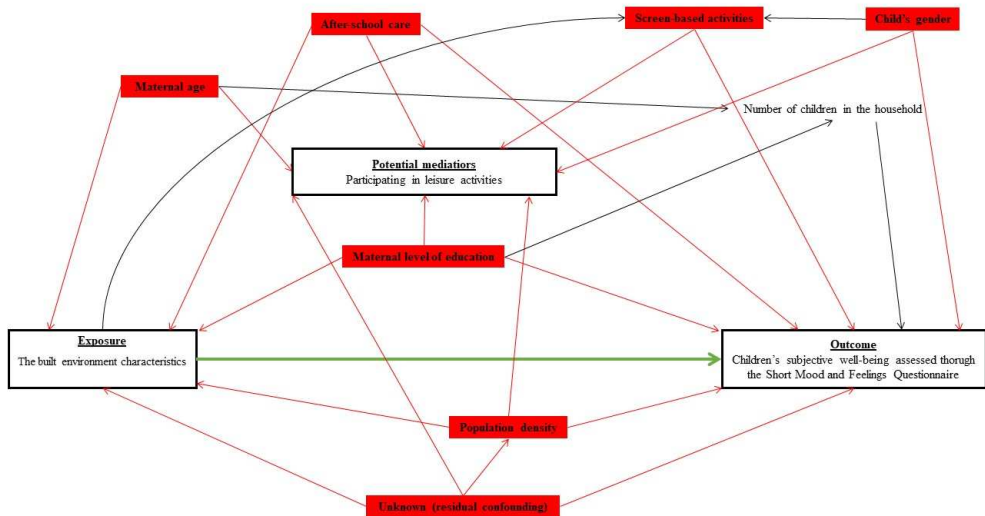 After-school care
Screen-based activities
Child's gender
Maternal age
Number of children in the household
Potential mediators
Participating in leisure activities
Maternal level of education
Exposure
The built environment characteristics
Outcome
Children's subjective well-being assessed thorugh
the Short Mood and Feelings Questionnaire
Population density
Unknown (residual confounding)